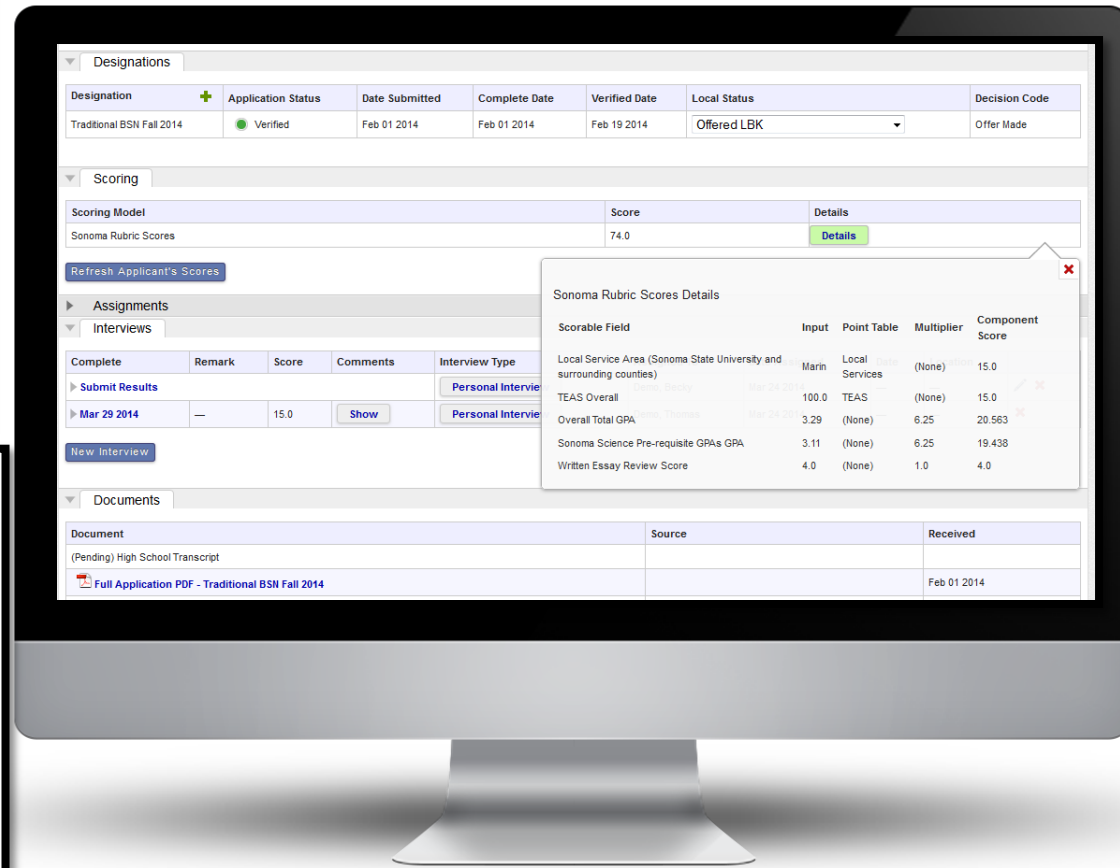 Designations
Designation Application Status Date Submitted Complete Date Verified Date Local Status Decision Code
Traditional BSN Fall 2014 Verified Feb 01 2014 Feb 01 2014 Feb 19 2014 Offered LBK Offer Made
Scoring
Scoring Model Score Details
Sonoma Rubric Scores 74.0 Details
Refresh Applicant's Scores
Assignments
Interviews
Complete Remark Score Comments Interview Type
Submit Results Personal Interview
Mar 29 2014 — 15.0 Show Personal Interview
New Interview
Sonoma Rubric Scores Details
Scorable Field Input Point Table Multiplier Component
Score
Local Service Area (Sonoma State University and
surrounding counties) Marin Local
Services (None) 15.0
TEAS Overall 100.0 TEAS (None) 15.0
Overall Total GPA 3.29 (None) 6.25 20.563
Sonoma Science Pre-requisite GPAs GPA 3.11 (None) 6.25 19.438
Written Essay Review Score 4.0 (None) 1.0 4.0
Documents
Document Source Received
(Pending) High School Transcript
Full Application PDF - Traditional BSN Fall 2014 Feb 01 2014